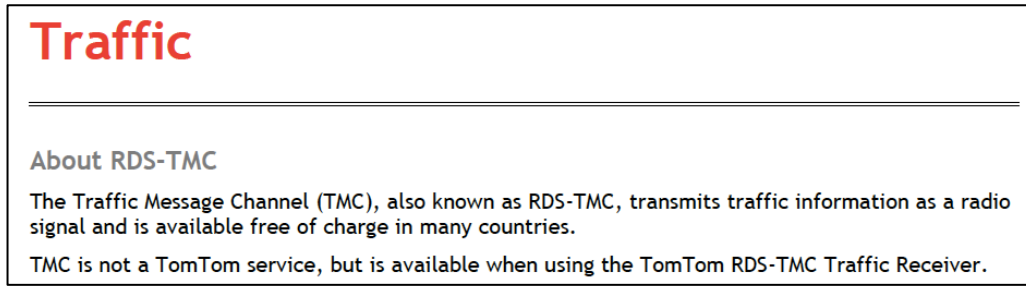 Traffic
About RDS-TMC
The Traffic Message Channel (TMC), also known as RDS-TMC, transmits traffic information as a radio
signal and is available free of charge in many countries.
TMC is not a TomTom service, but is available when using the TomTom RDS-TMC Traffic Receiver.